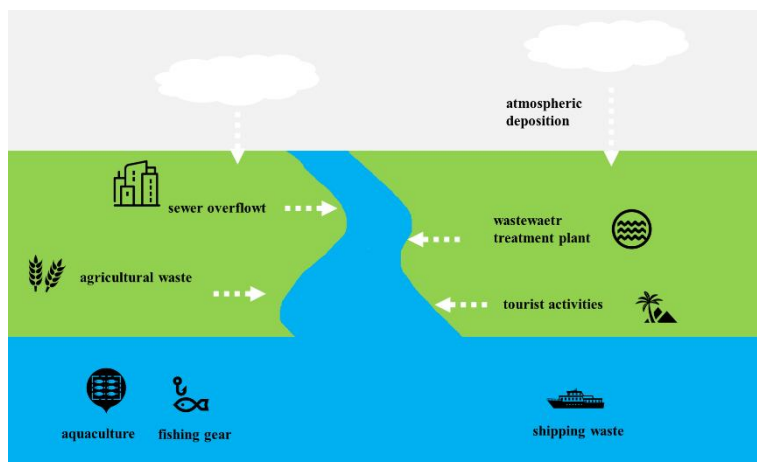 atmospheric
deposition
sewer overflowt
wastewaetr
treatment plant
agricultural waste
tourist activities
aquaculture
fishing gear
shipping waste